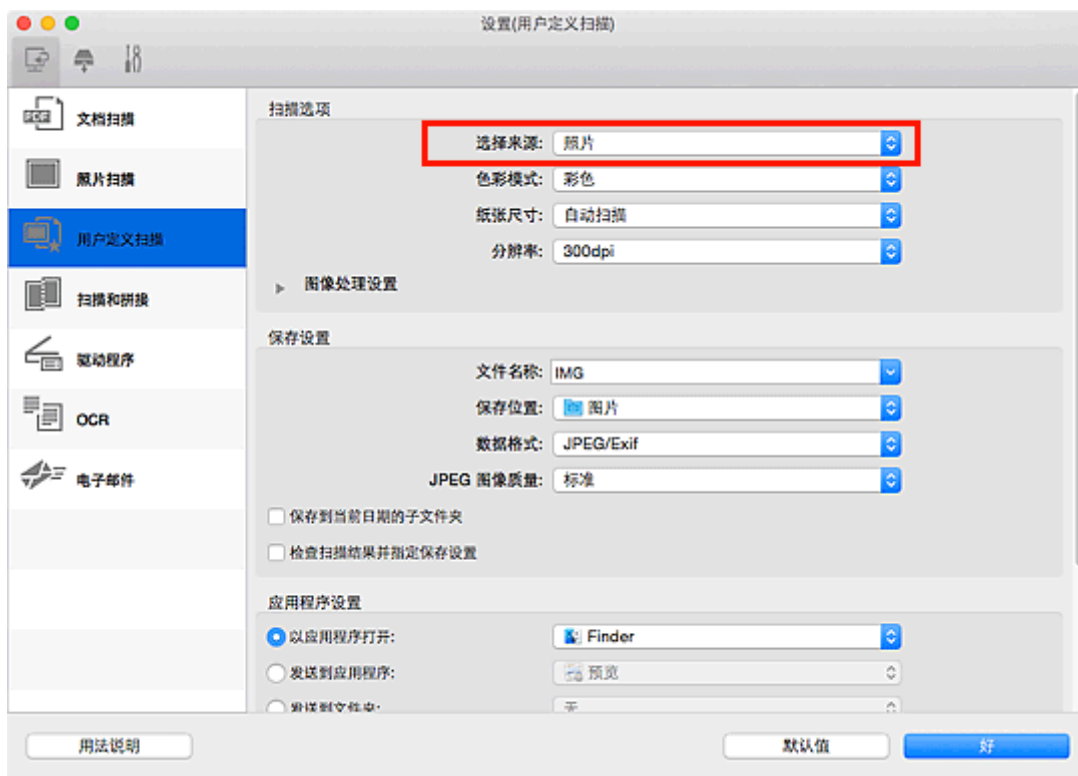 设置(用户定义扫描)
文档扫描
照片扫描
用户定义扫描
扫描和拼接
驱动程序
OCR
电子邮件
扫描选项
选择来源: 照片
色彩模式: 彩色
纸张尺寸: 自动扫描
分辨率: 300dpi
图像处理设置
保存设置
文件名称: IMG
保存位置: 图片
数据格式: JPEG/Exif
JPEG 图像质量: 标准
保存到当前日期的子文件夹
检查扫描结果并指定保存设置
应用程序设置
以应用程序打开: Finder
发送到应用程序: 预览
发送到文件夹: 无
用法说明
默认值
好